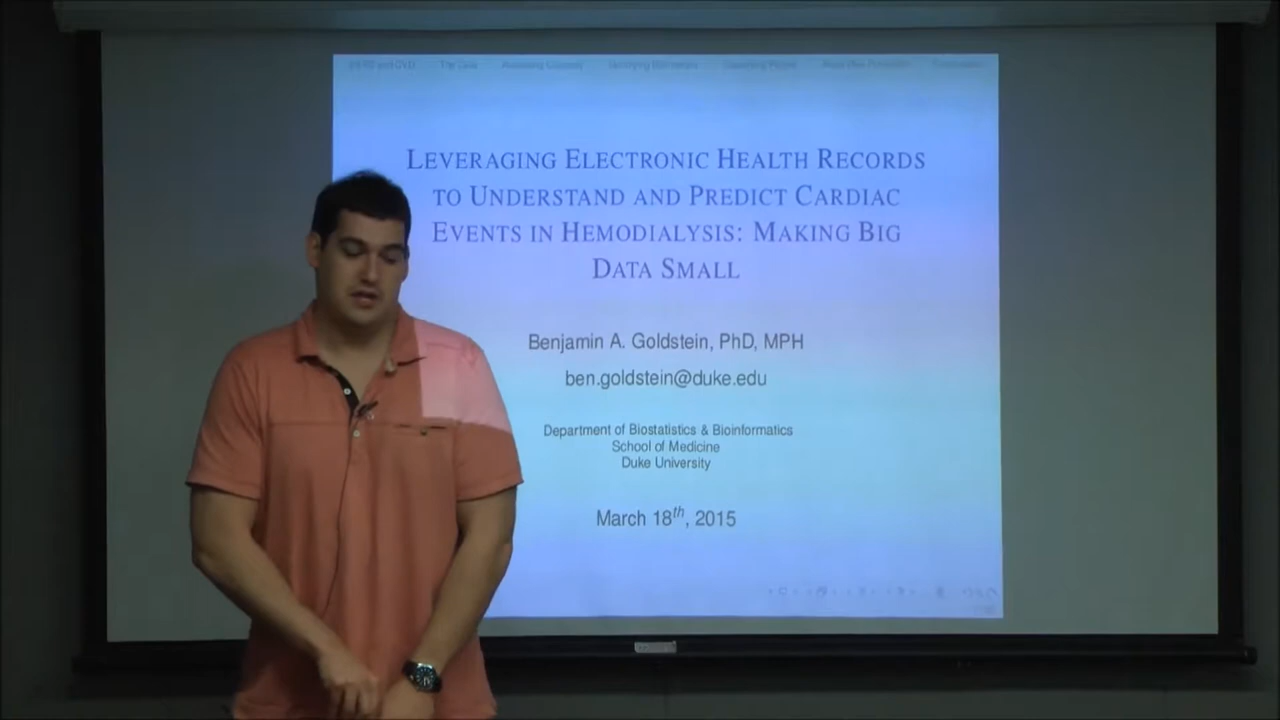 LEVERAGING ELECTRONIC HEALTH RECORDS
TO UNDERSTAND AND PREDICT CARDIAC
EVENTS IN HEMODIALYSIS: MAKING BIG
DATA SMALL
Benjamin A. Goldstein, PhD, MPH
ben.goldstein@duke.edu
Department of Biostatistics & Bioinformatics
School of Medicine
Duke University
March 18th, 2015